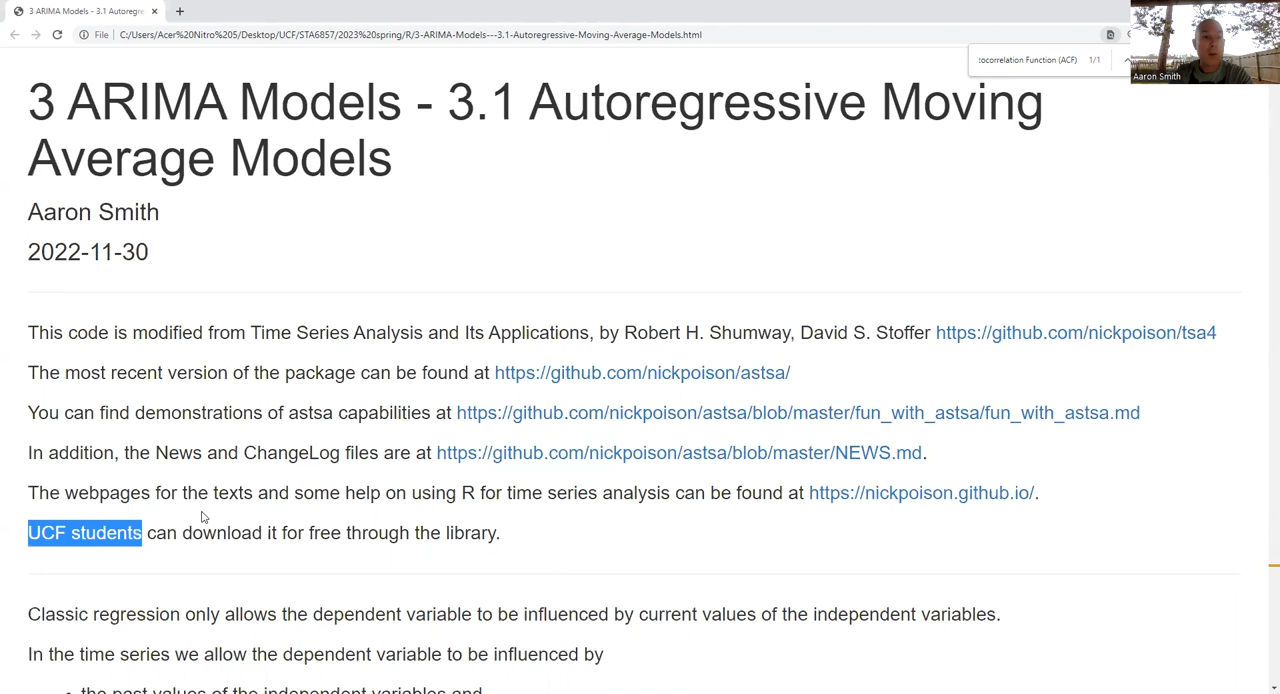 3 ARIMA Models - 3.1 Autoregre
File
C:/Users/Acer%20Nitro%205/Desktop/UCF/STA6857/2023%20spring/R/3-ARIMA-Models---3.1-Autoregressive-Moving-Average-Models.html
tocorrelation Function (ACF) 1/1
Aaron Smith
3 ARIMA Models - 3.1 Autoregressive Moving
Average Models
Aaron Smith
2022-11-30
This code is modified from Time Series Analysis and Its Applications, by Robert H. Shumway, David S. Stoffer https://github.com/nickpoison/tsa4
The most recent version of the package can be found at https://github.com/nickpoison/astsa/
You can find demonstrations of astsa capabilities at https://github.com/nickpoison/astsa/blob/master/fun_with_astsa/fun_with_astsa.md
In addition, the News and ChangeLog files are at https://github.com/nickpoison/astsa/blob/master/NEWS.md.
The webpages for the texts and some help on using R for time series analysis can be found at https://nickpoison.github.io/.
UCF students can download it for free through the library.
Classic regression only allows the dependent variable to be influenced by current values of the independent variables.
In the time series we allow the dependent variable to be influenced by
the past values of the independent variables and